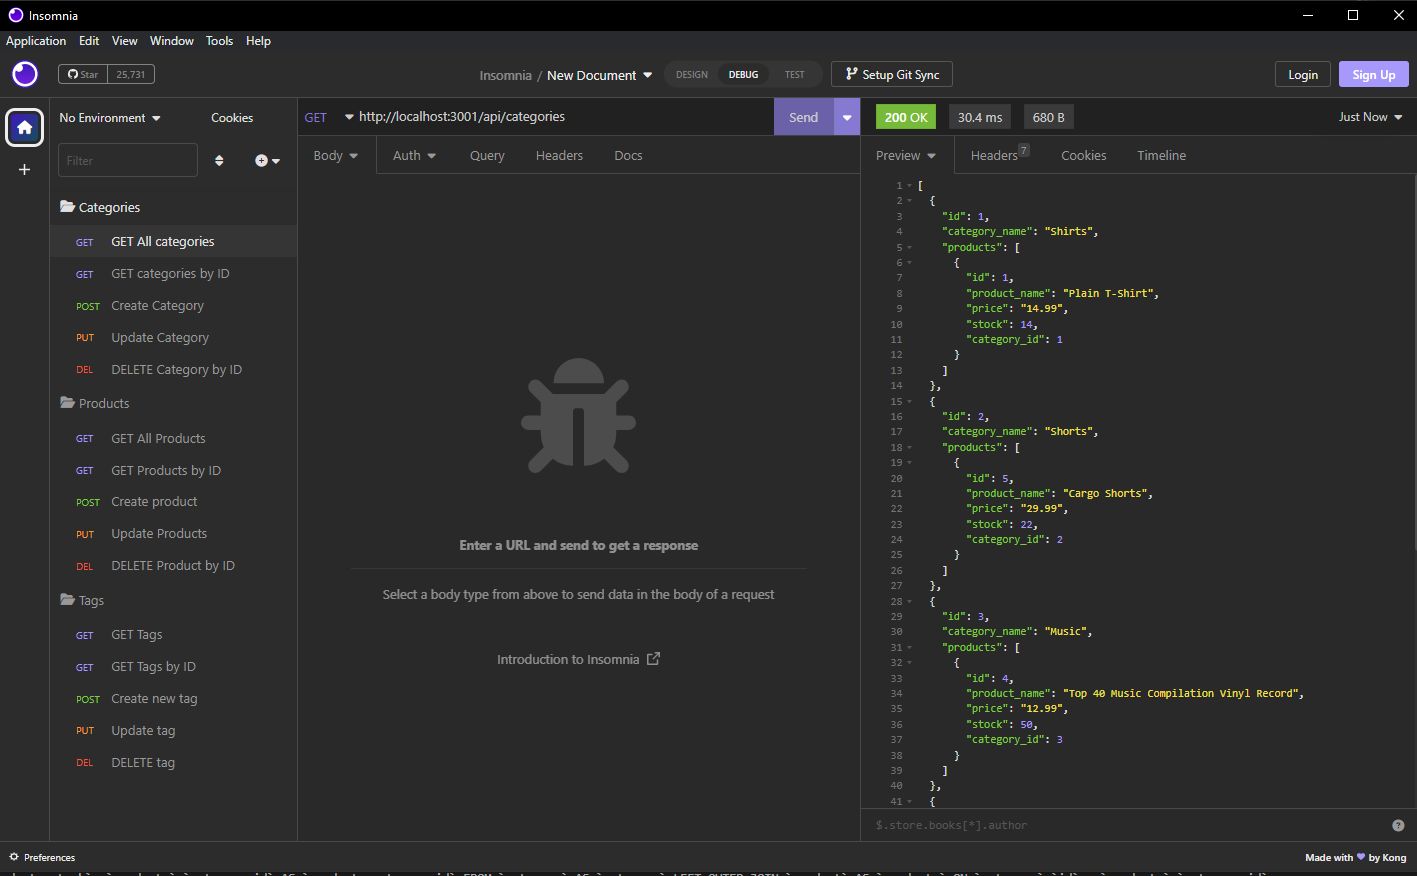 Insomnia
Application Edit View Window Tools Help
Star 25,731
Insomnia / New Document
DESIGN DEBUG TEST
Setup Git Sync
Login
Sign Up
No Environment
Cookies
Filter
Categories
GET GET All categories
GET GET categories by ID
POST Create Category
PUT Update Category
DEL DELETE Category by ID
Products
GET GET All Products
GET GET Products by ID
POST Create product
PUT Update Products
DEL DELETE Product by ID
Tags
GET GET Tags
GET GET Tags by ID
POST Create new tag
PUT Update tag
DEL DELETE tag
GET http://localhost:3001/api/categories Send
Body Auth Query Headers Docs
Enter a URL and send to get a response
Select a body type from above to send data in the body of a request
Introduction to Insomnia
200 OK 30.4 ms 680 B Just Now
Preview Headers 7 Cookies Timeline
1 [
2 {
3 "id": 1,
4 "category_name": "Shirts",
5 "products": [
6 {
7 "id": 1,
8 "product_name": "Plain T-Shirt",
9 "price": "14.99",
10 "stock": 14,
11 "category_id": 1
12 }
13 ]
14 },
15 {
16 "id": 2,
17 "category_name": "Shorts",
18 "products": [
19 {
20 "id": 5,
21 "product_name": "Cargo Shorts",
22 "price": "29.99",
23 "stock": 22,
24 "category_id": 2
25 }
26 ]
27 },
28 {
29 "id": 3,
30 "category_name": "Music",
31 "products": [
32 {
33 "id": 4,
34 "product_name": "Top 40 Music Compilation Vinyl Record",
35 "price": "12.99",
36 "stock": 50,
37 "category_id": 3
38 }
39 ]
40 },
41 {
$.store.books[*].author
Preferences
Made with by Kong